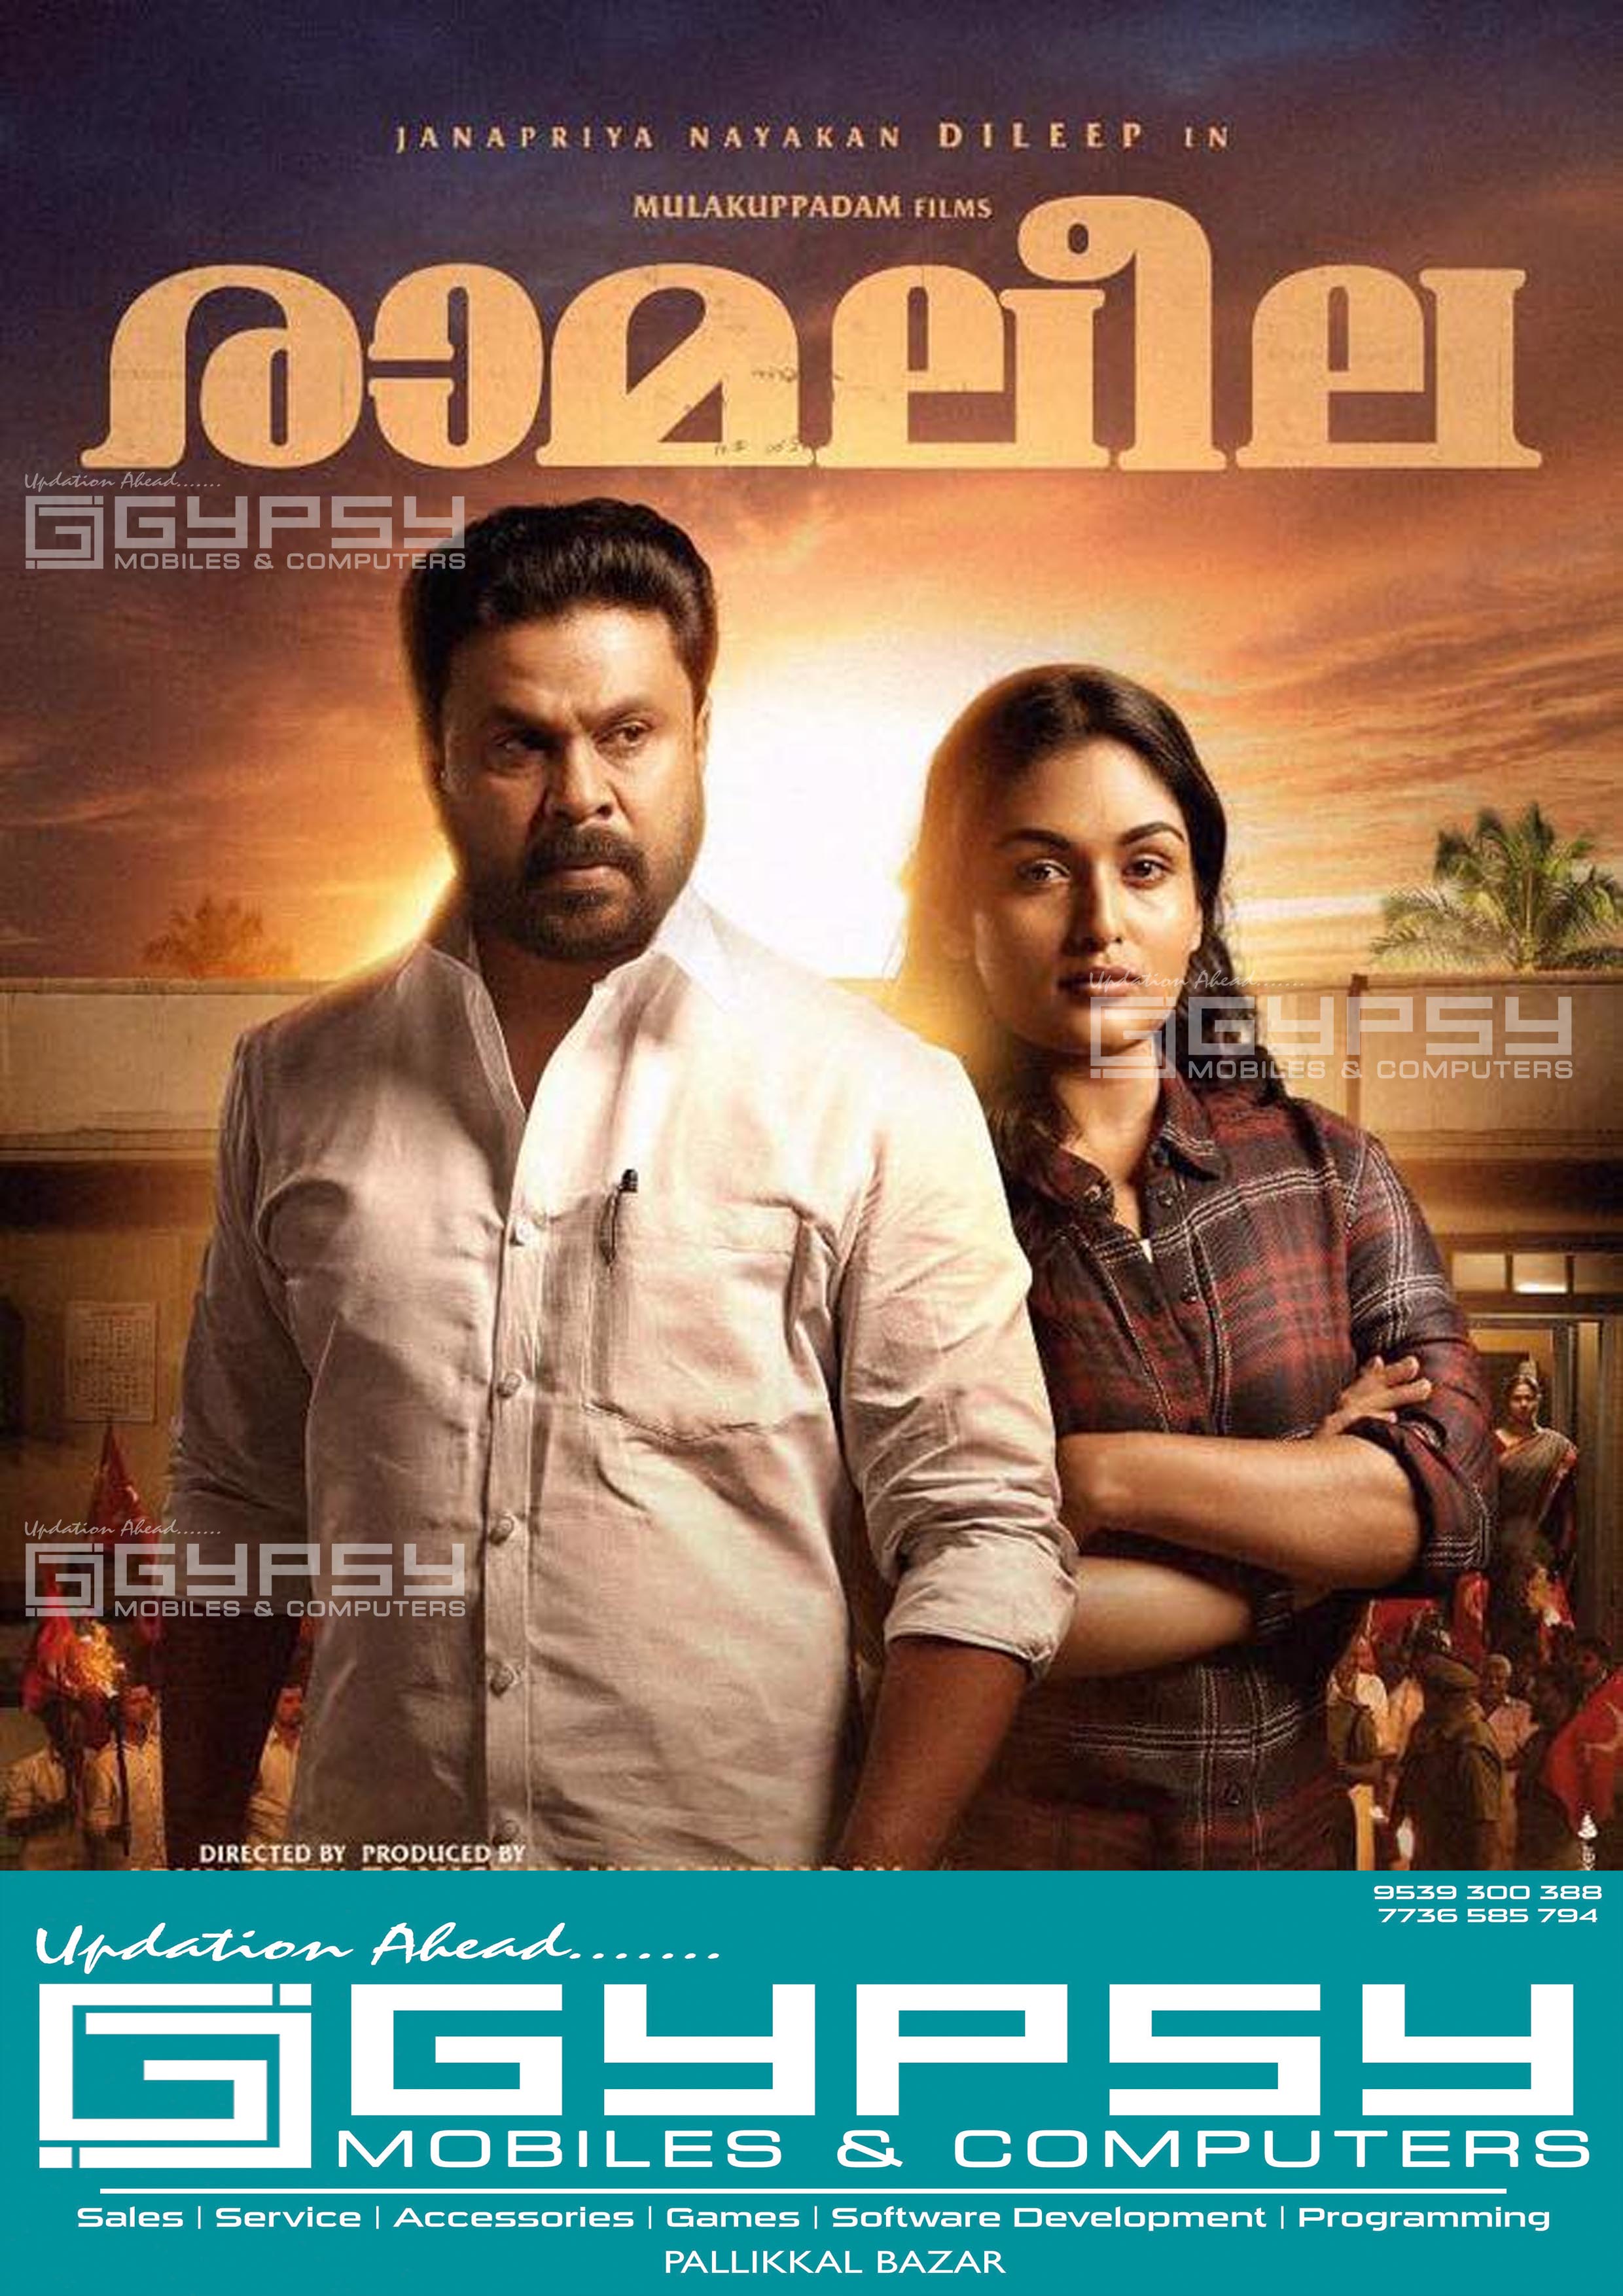 JANAPRIYA NAYAKAN DILEEP IN
MULAKUPPADAM FILMS
രാമലീല
Updation Ahead.......
GYPSY
MOBILES & COMPUTERS
Updation Ahead.......
GYPSY
MOBILES & COMPUTERS
Updation Ahead.......
GYPSY
MOBILES & COMPUTERS
DIRECTED BY PRODUCED BY
9539 300 388
7736 585 794
Updation Ahead.......
GYPSY
MOBILES & COMPUTERS
Sales | Service | Accessories | Games | Software Development | Programming
PALLIKKAL BAZAR